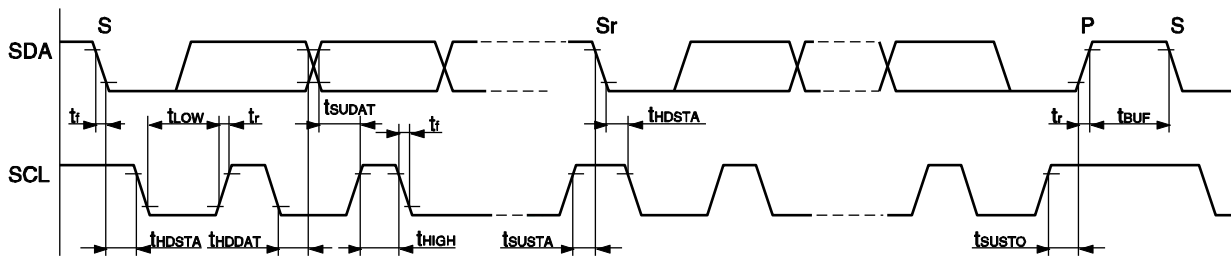 S Sr P S
SDA
tf tLOW tr tSUDAT tf tHDSTA tr tBUF
SCL
tHDSTA tHDDAT tHIGH tSUSTA tSUSTO